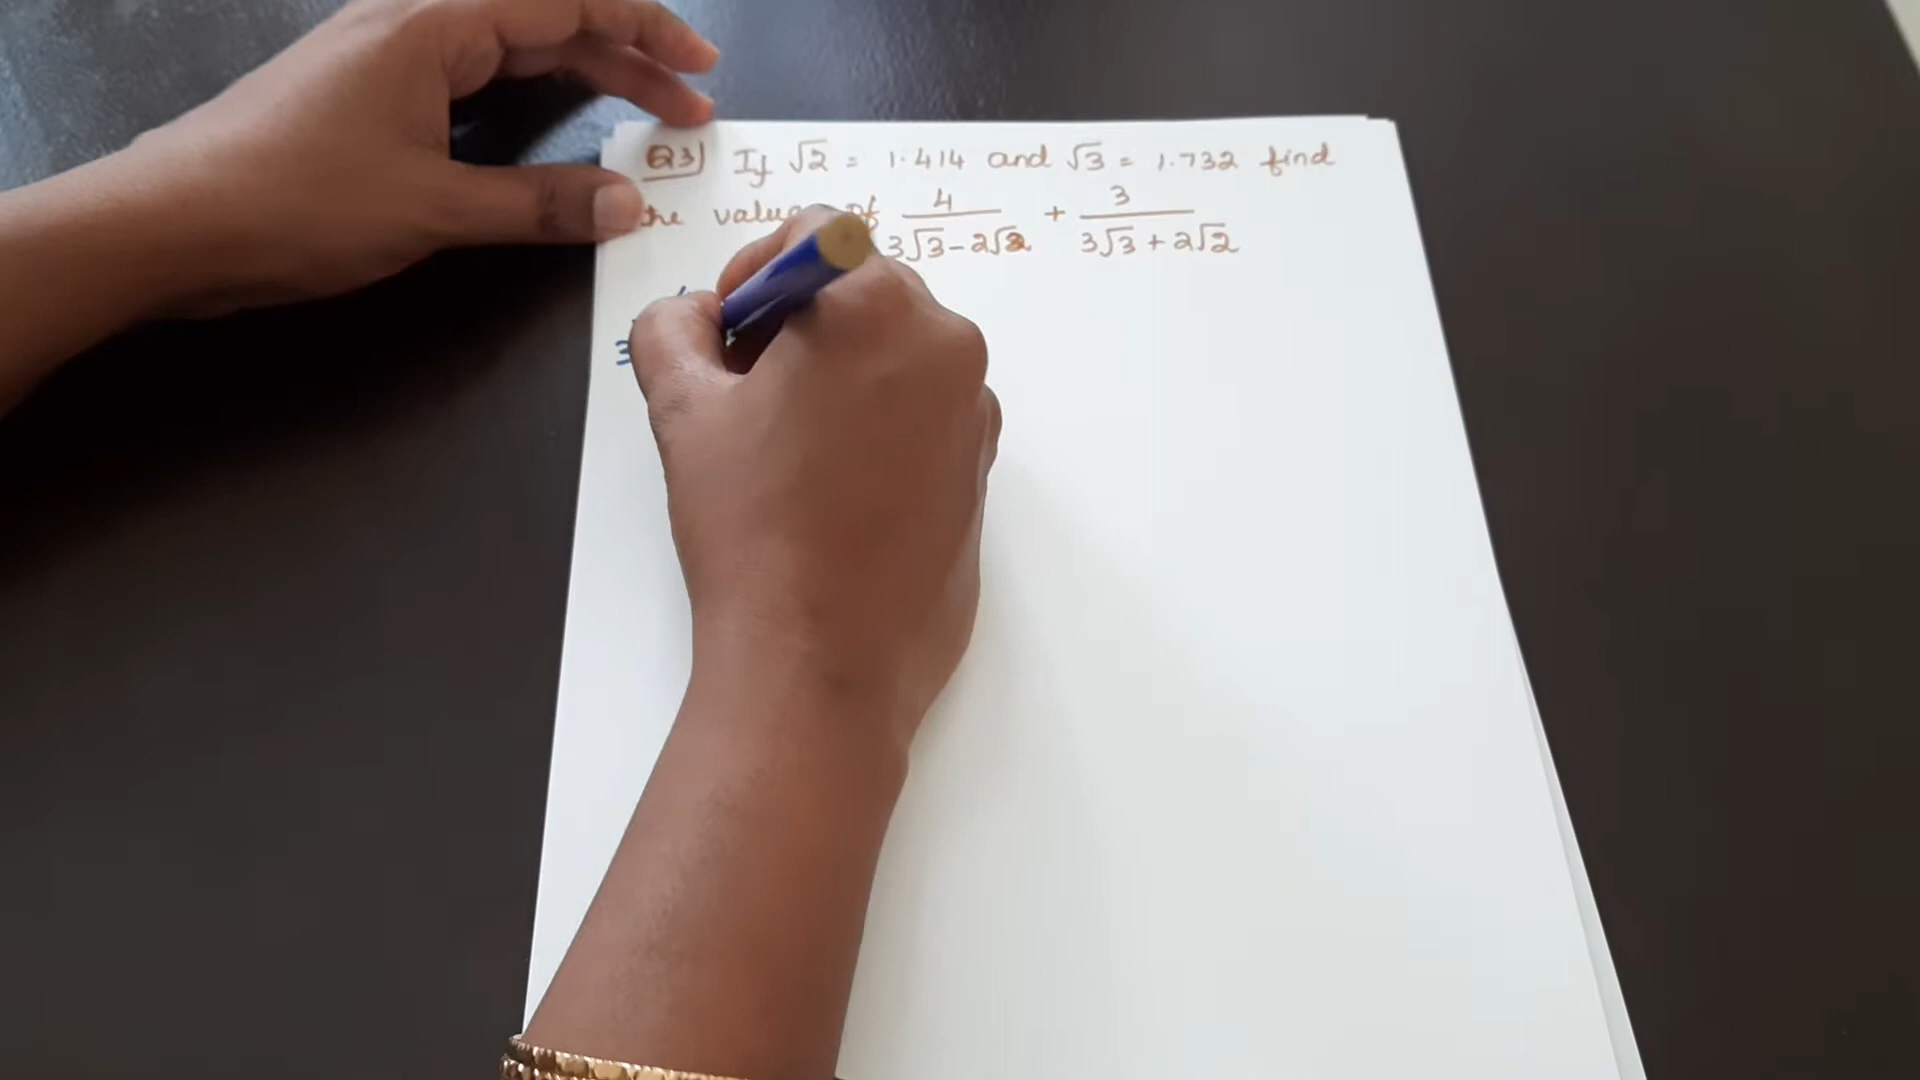 Q3) If √2 = 1.414 and √3 = 1.732 find
the value of 4/(3√3-2√2) + 3/(3√3+2√2)
3